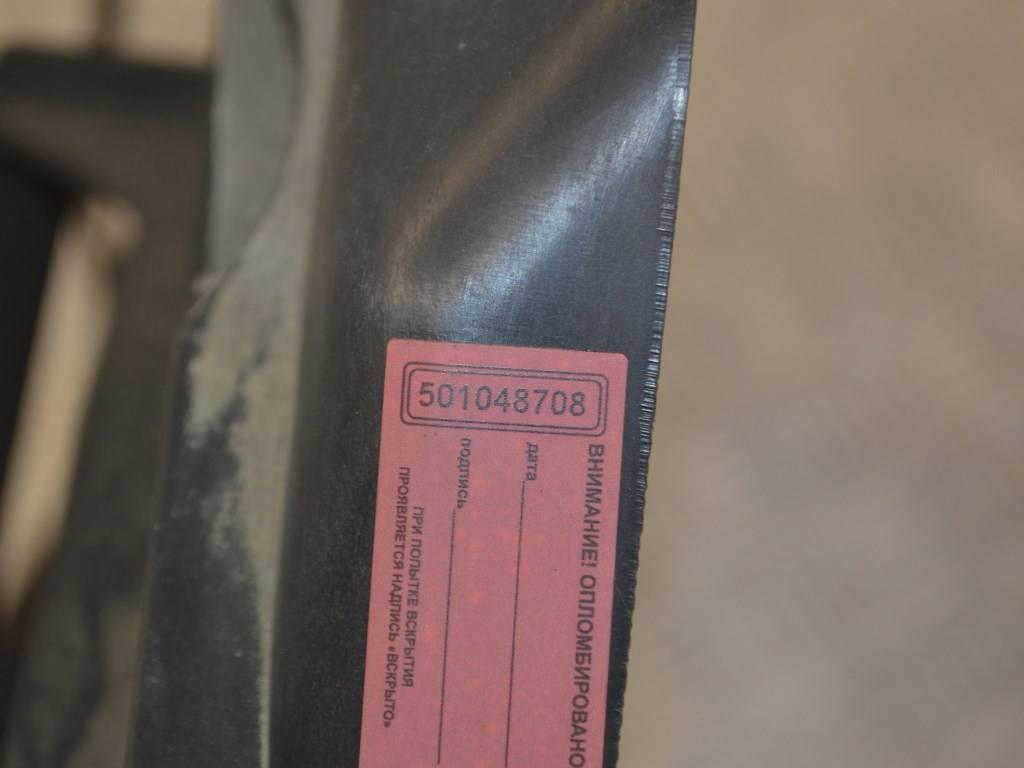 501048708
ВНИМАНИЕ! ОПЛОМБИРОВАНО
дата
подпись
ПРИ ПОПЫТКЕ ВСКРЫТИЯ
ПРОЯВЛЯЕТСЯ НАДПИСЬ «ВСКРЫТО»